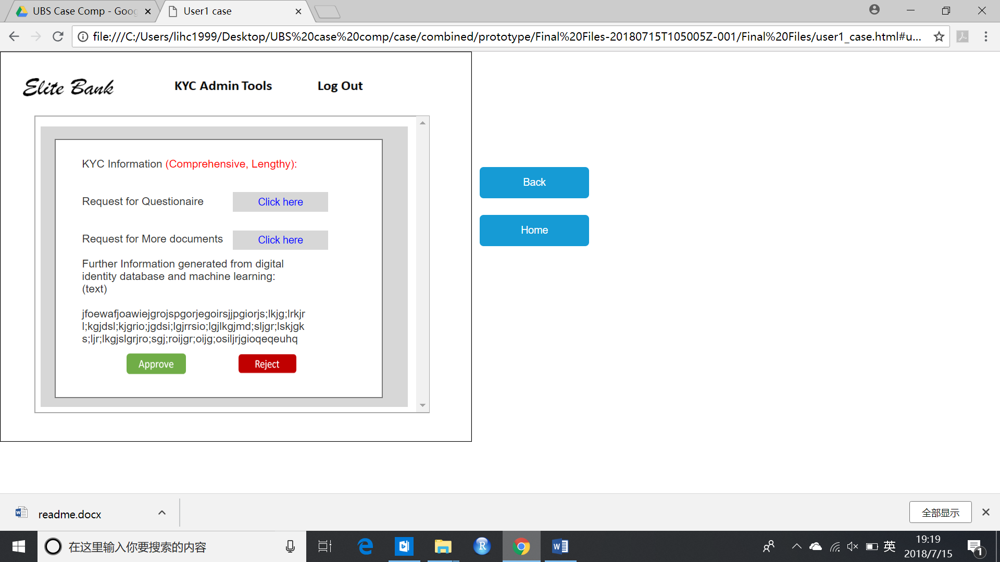 UBS Case Comp - Goog
User1 case
file:///C:/Users/lihc1999/Desktop/UBS%20case%20comp/case/combined/prototype/Final%20Files-20180715T105005Z-001/Final%20Files/user1_case.html#u...
Elite Bank
KYC Admin Tools
Log Out
KYC Information (Comprehensive, Lengthy):
Request for Questionaire
Click here
Request for More documents
Click here
Further Information generated from digital
identity database and machine learning:
(text)
jfoewafjoawiejgrojspgorjegoirsjjpgiorjs;lkjg;lrkjr
l;kgjdsl;kjgrio;jgdsi;lgjrrsio;lgjlkgjmd;sljgr;lskjgk
s;ljr;lkgjslgrjro;sgj;roijgr;oijg;osiljrjgioqeqeuhq
Approve
Reject
Back
Home
readme.docx
全部显示
在这里输入你要搜索的内容
英
19:19
2018/7/15
1